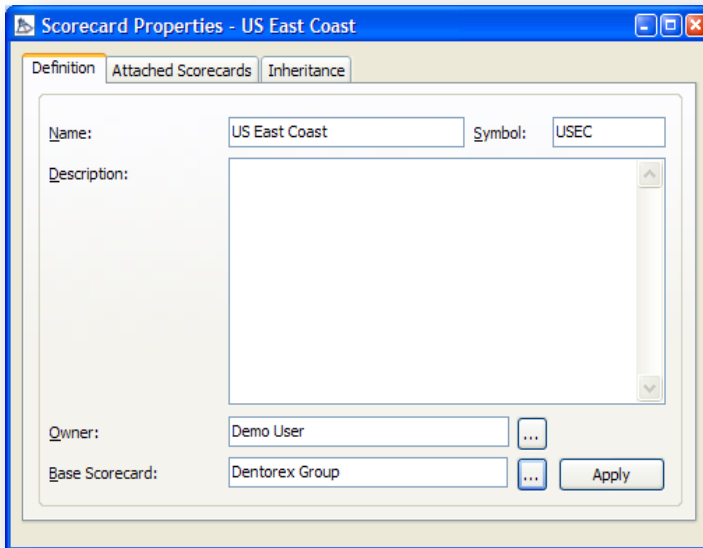 Scorecard Properties - US East Coast
Definition Attached Scorecards Inheritance
Name: US East Coast Symbol: USEC
Description:
Owner: Demo User ...
Base Scorecard: Dentorex Group ... Apply